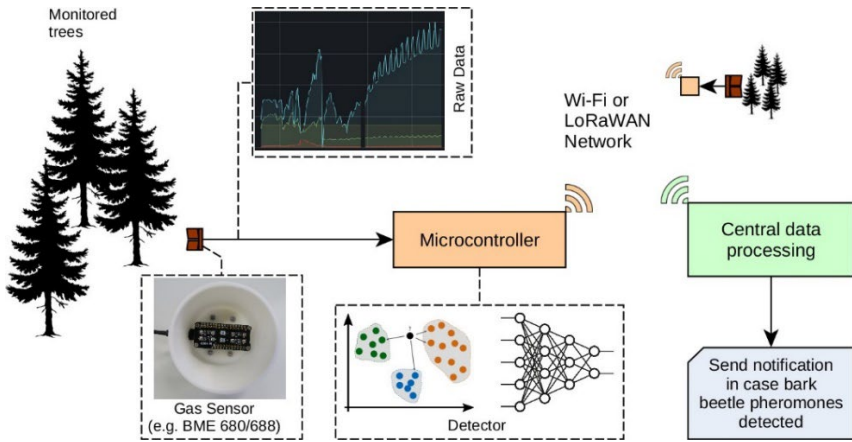 Monitored
trees
Raw Data
Wi-Fi or
LoRaWAN
Network
Microcontroller
Central data
processing
Gas Sensor
(e.g. BME 680/688)
?
Detector
Send notification
in case bark
beetle pheromones
detected